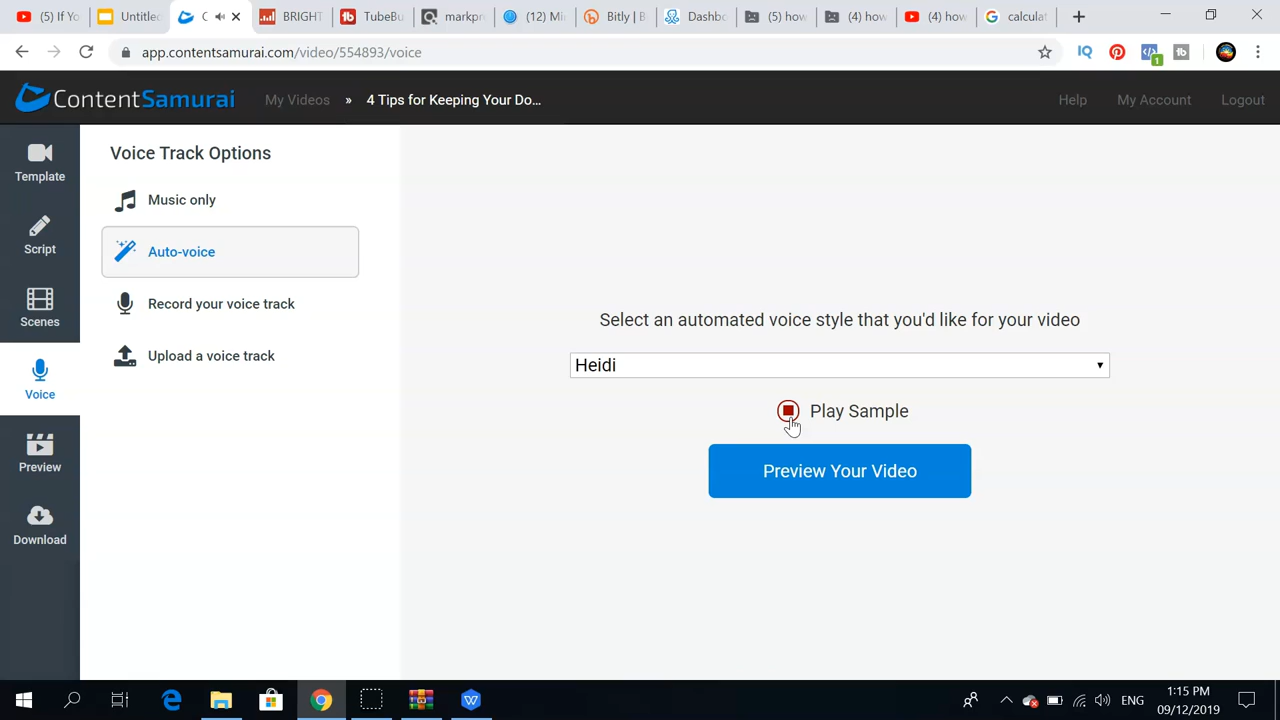 (5) If Yo
Untitle
C
BRIGHT
TubeBu
markpr
(12) Mi
Bitly | B
Dashbo
(5) how
(4) how
(4) how
calculat
app.contentsamurai.com/video/554893/voice
ContentSamurai
My Videos » 4 Tips for Keeping Your Do...
Help
My Account
Logout
Template
Script
Scenes
Voice
Preview
Download
Voice Track Options
Music only
Auto-voice
Record your voice track
Upload a voice track
Select an automated voice style that you'd like for your video
Heidi
Play Sample
Preview Your Video
ENG
1:15 PM
09/12/2019